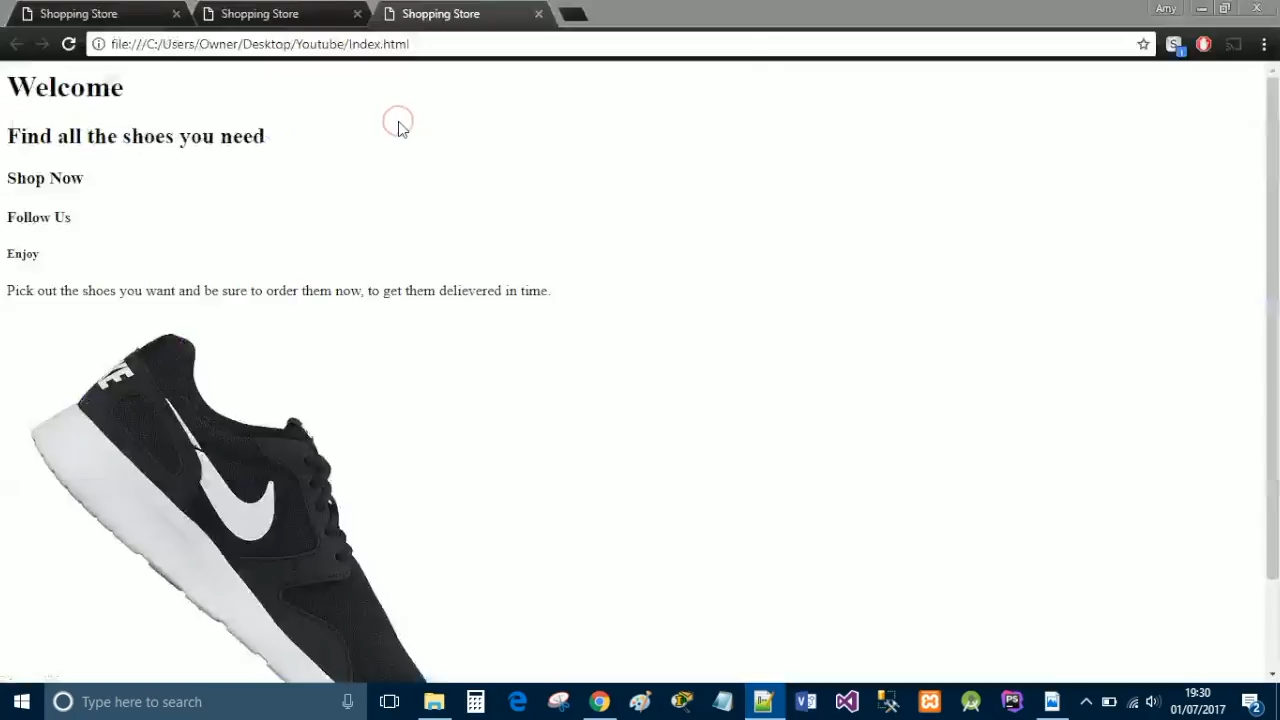 Shopping Store
Shopping Store
Shopping Store
Amy
file:///C:/Users/Owner/Desktop/Youtube/Index.html
Welcome
Find all the shoes you need
Shop Now
Follow Us
Enjoy
Pick out the shoes you want and be sure to order them now, to get them delievered in time.
Type here to search
19:30
01/07/2017
2